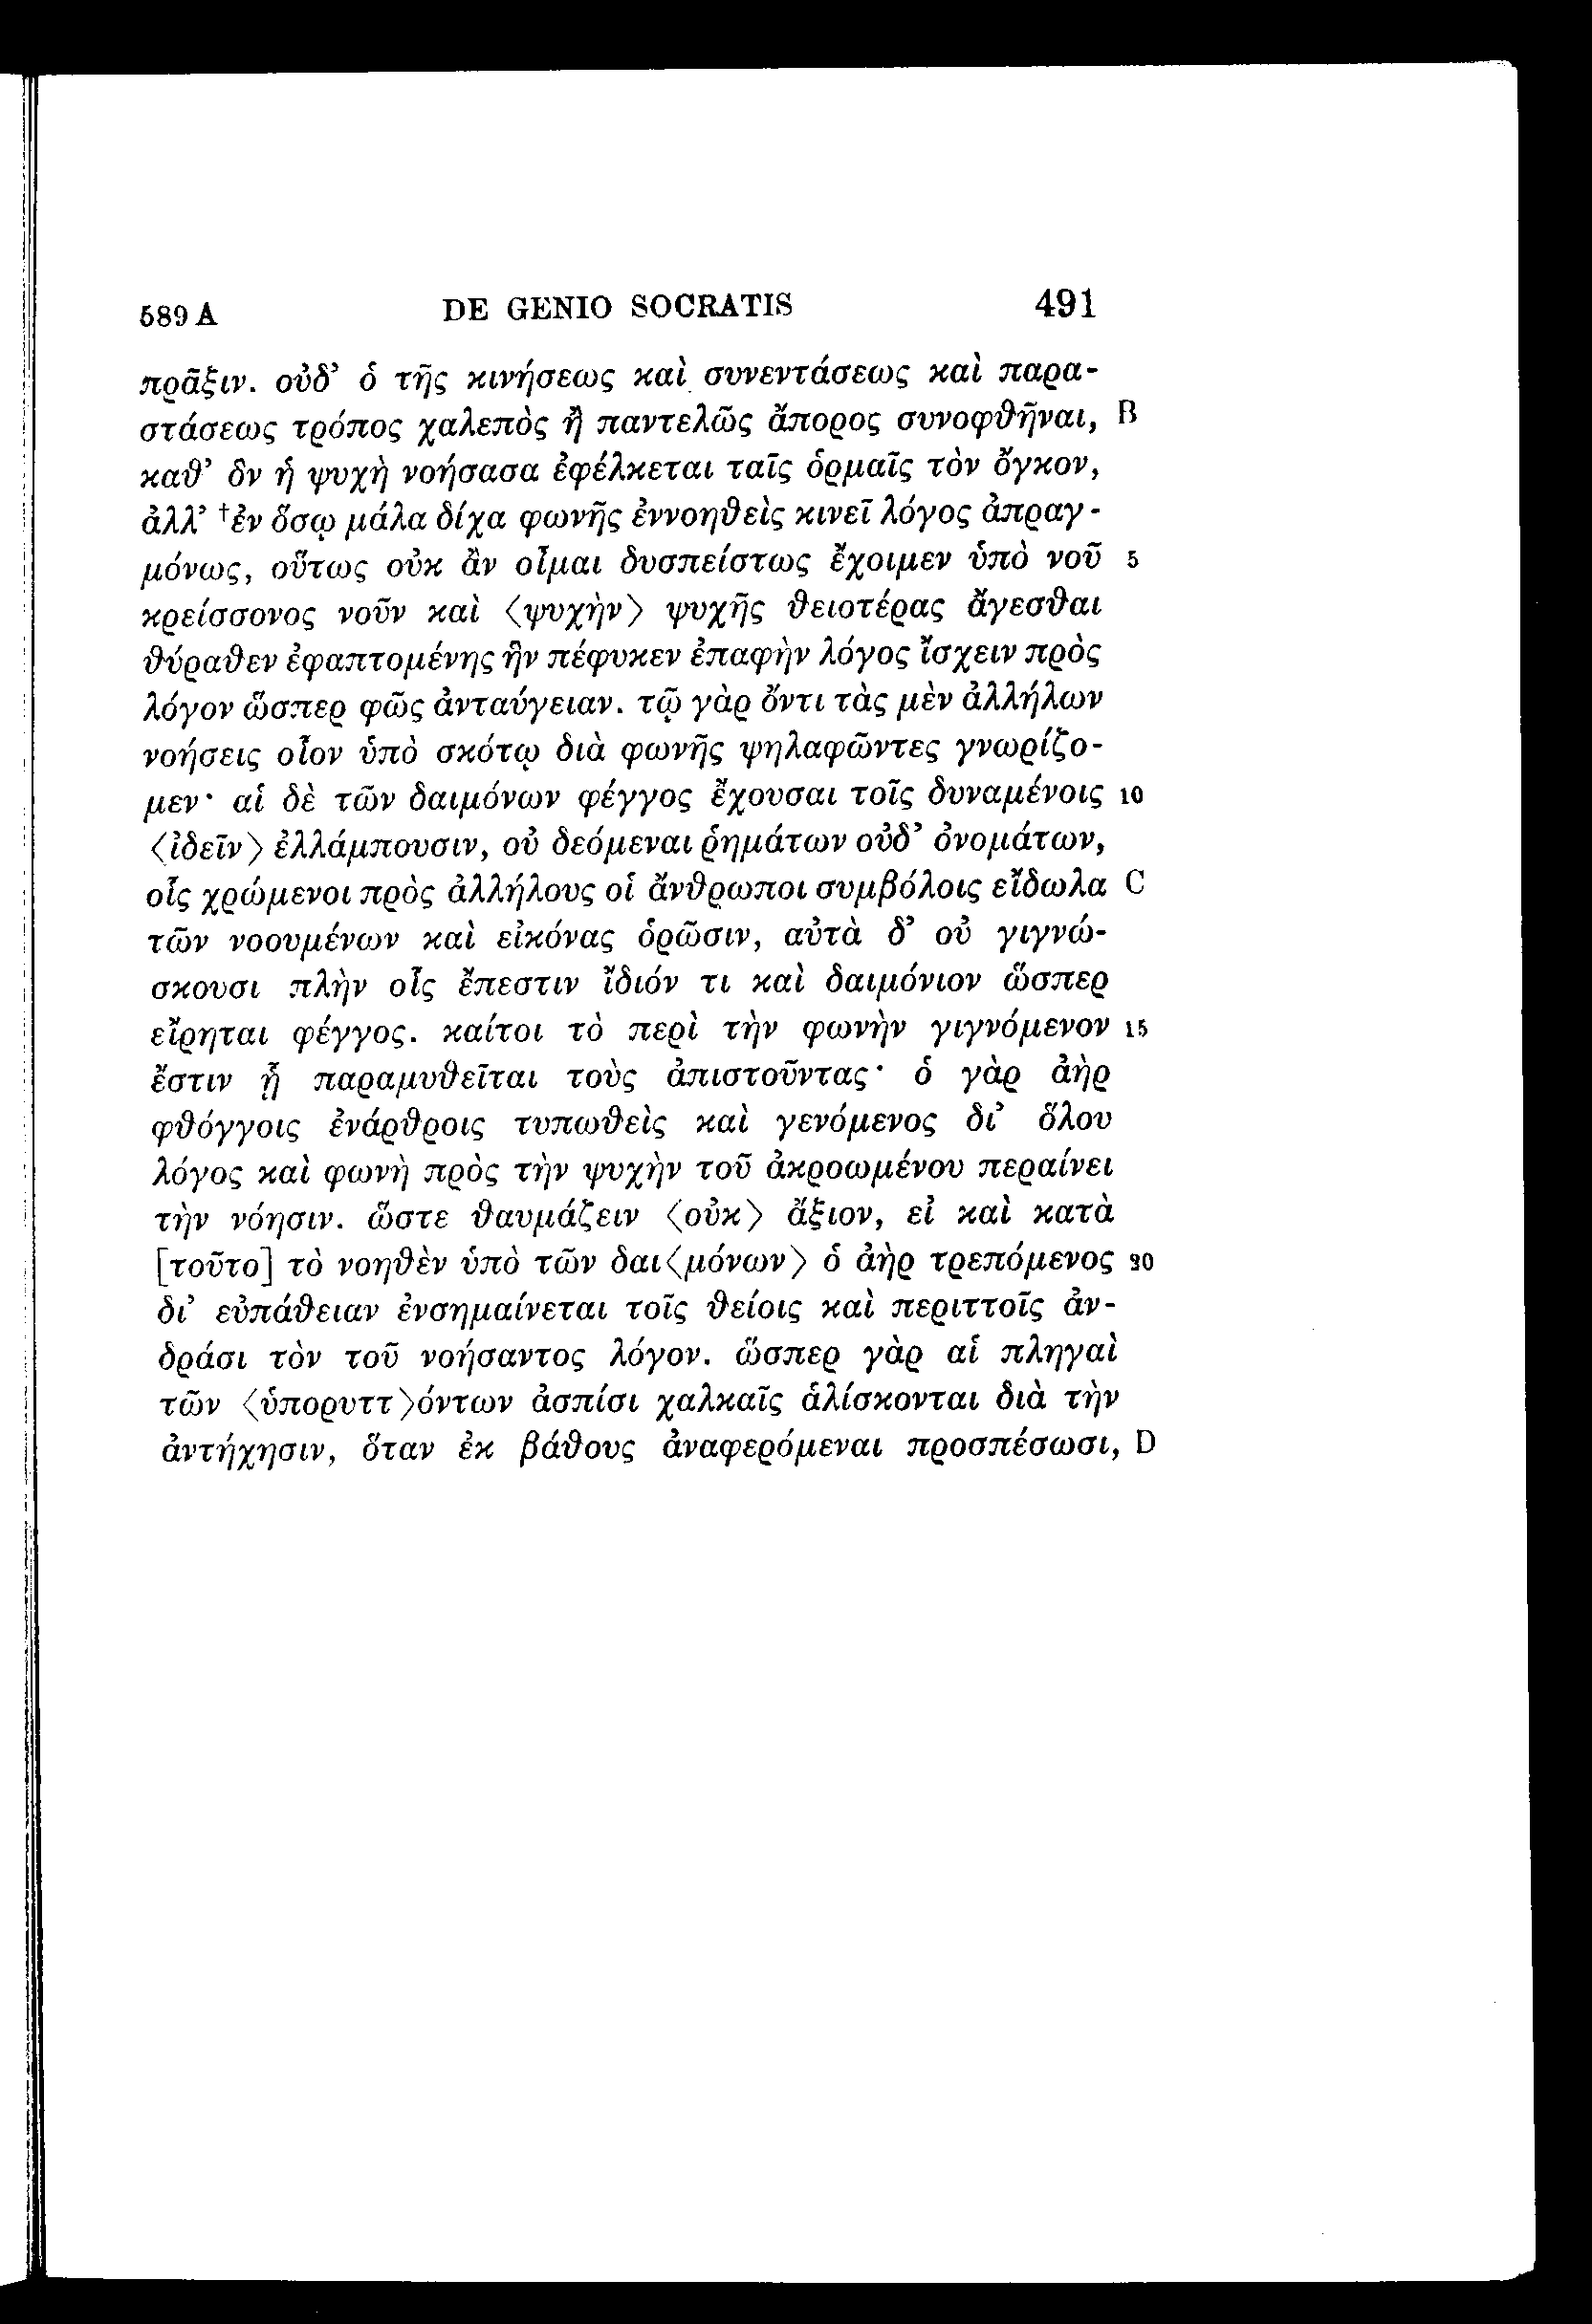 589 A DE GENIO SOCRATIS 491
πρᾶξιν. οὐδ’ ὁ τῆς κινήσεως καὶ συνεντάσεως καὶ παρα-
στάσεως τρόπος χαλεπὸς ἢ παντελῶς ἄπορος συνοφθῆναι, B
καθ’ ὃν ἡ ψυχὴ νοήσασα ἐφέλκεται ταῖς ὁρμαῖς τὸν ὄγκον,
ἀλλ’ †ἐν ὅσῳ μάλα δίχα φωνῆς ἐννοηθεὶς κινεῖ λόγος ἀπραγ-
μόνως, οὕτως οὐκ ἂν οἶμαι δυσπείστως ἔχοιμεν ὑπὸ νοῦ 5
κρείσσονος νοῦν καὶ ⟨ψυχὴν⟩ ψυχῆς θειοτέρας ἄγεσθαι
θύραθεν ἐφαπτομένης ἣν πέφυκεν ἐπαφὴν λόγος ἴσχειν πρὸς
λόγον ὥσπερ φῶς ἀνταύγειαν. τῷ γὰρ ὄντι τὰς μὲν ἀλλήλων
νοήσεις οἷον ὑπὸ σκότῳ διὰ φωνῆς ψηλαφῶντες γνωρίζο-
μεν· αἱ δὲ τῶν δαιμόνων φέγγος ἔχουσαι τοῖς δυναμένοις 10
⟨ἰδεῖν⟩ ἐλλάμπουσιν, οὐ δεόμεναι ῥημάτων οὐδ’ ὀνομάτων,
οἷς χρώμενοι πρὸς ἀλλήλους οἱ ἄνθρωποι συμβόλοις εἴδωλα C
τῶν νοουμένων καὶ εἰκόνας ὁρῶσιν, αὐτὰ δ’ οὐ γιγνώ-
σκουσι πλὴν οἷς ἔπεστιν ἴδιόν τι καὶ δαιμόνιον ὥσπερ
εἴρηται φέγγος. καίτοι τὸ περὶ τὴν φωνὴν γιγνόμενον 15
ἔστιν ᾗ παραμυθεῖται τοὺς ἀπιστοῦντας· ὁ γὰρ ἀὴρ
φθόγγοις ἐνάρθροις τυπωθεὶς καὶ γενόμενος δι’ ὅλου
λόγος καὶ φωνὴ πρὸς τὴν ψυχὴν τοῦ ἀκροωμένου περαίνει
τὴν νόησιν. ὥστε θαυμάζειν ⟨οὐκ⟩ ἄξιον, εἰ καὶ κατὰ
[τοῦτο] τὸ νοηθὲν ὑπὸ τῶν δαι⟨μόνων⟩ ὁ ἀὴρ τρεπόμενος 20
δι’ εὐπάθειαν ἐνσημαίνεται τοῖς θείοις καὶ περιττοῖς ἀν-
δράσι τὸν τοῦ νοήσαντος λόγον. ὥσπερ γὰρ αἱ πληγαὶ
τῶν ⟨ὑπορυττ⟩όντων ἀσπίσι χαλκαῖς ἁλίσκονται διὰ τὴν
ἀντήχησιν, ὅταν ἐκ βάθους ἀναφερόμεναι προσπέσωσι, D